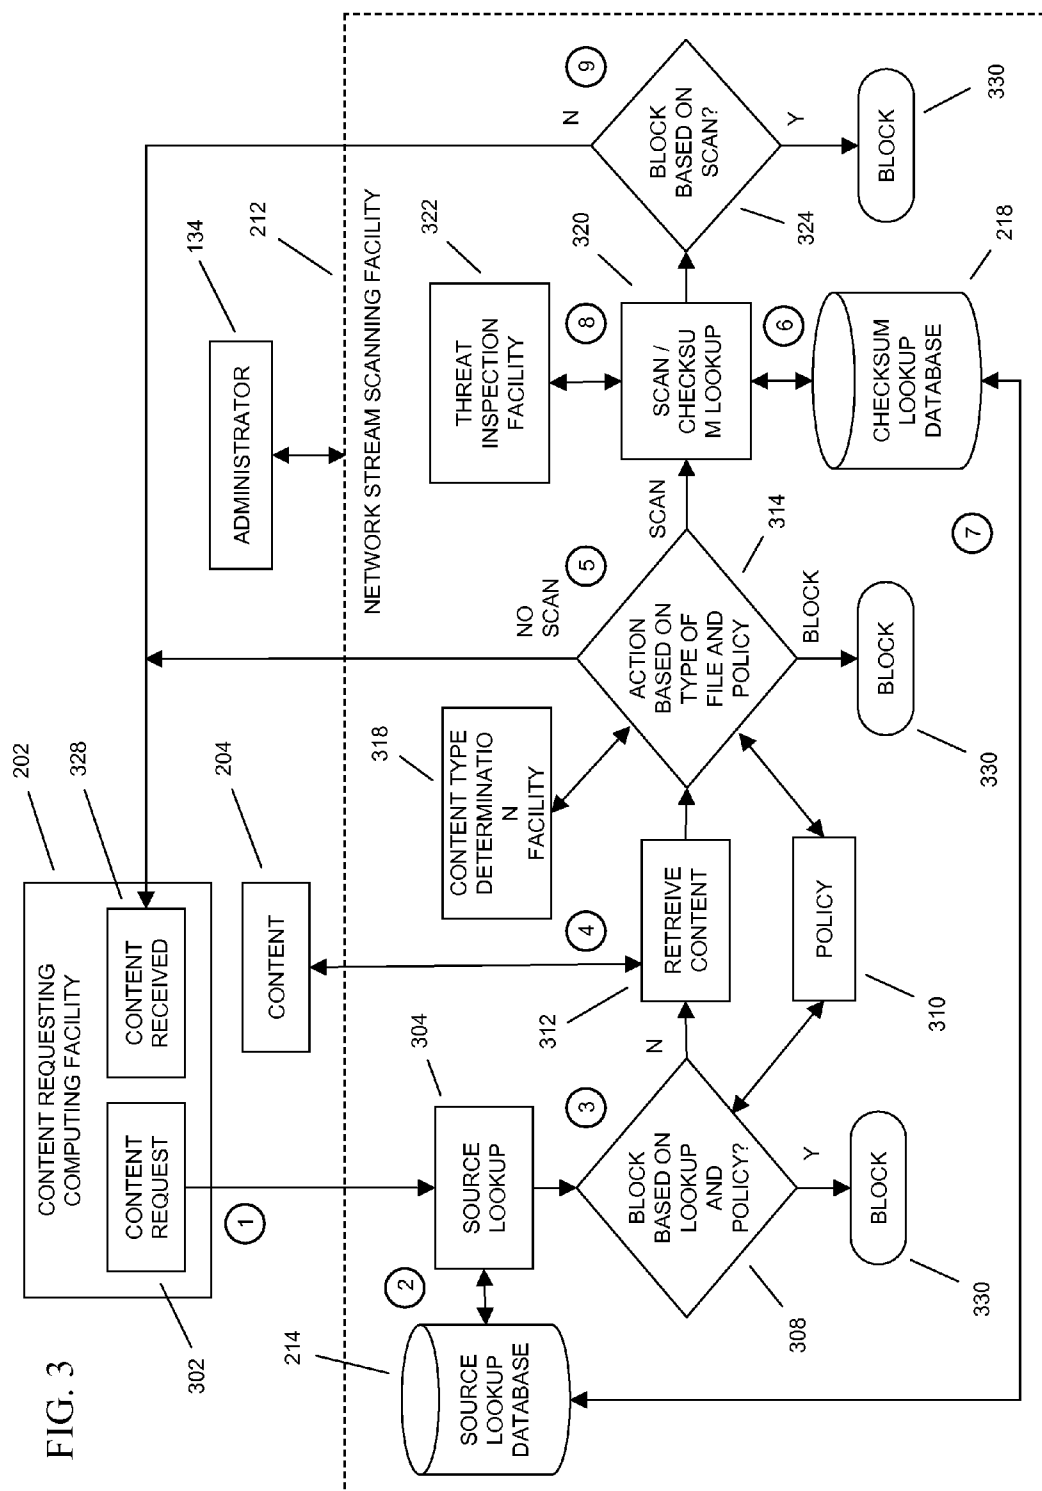 FIG. 3
302
CONTENT REQUESTING
COMPUTING FACILITY
CONTENT
REQUEST
CONTENT
RECEIVED
202
328
1
CONTENT
204
ADMINISTRATOR
134
212
NETWORK STREAM SCANNING FACILITY
214
SOURCE
LOOKUP
DATABASE
2
SOURCE
LOOKUP
304
3
BLOCK
BASED ON
LOOKUP
AND
POLICY?
308
N
Y
BLOCK
330
4
312
RETREIVE
CONTENT
POLICY
310
318
CONTENT TYPE
DETERMINATIO
N
FACILITY
NO
SCAN
5
ACTION
BASED ON
TYPE OF
FILE AND
POLICY
314
SCAN
BLOCK
BLOCK
330
THREAT
INSPECTION
FACILITY
322
8
SCAN /
CHECKSU
M LOOKUP
320
6
CHECKSUM
LOOKUP
DATABASE
218
7
N
9
BLOCK
BASED ON
SCAN?
324
Y
BLOCK
330